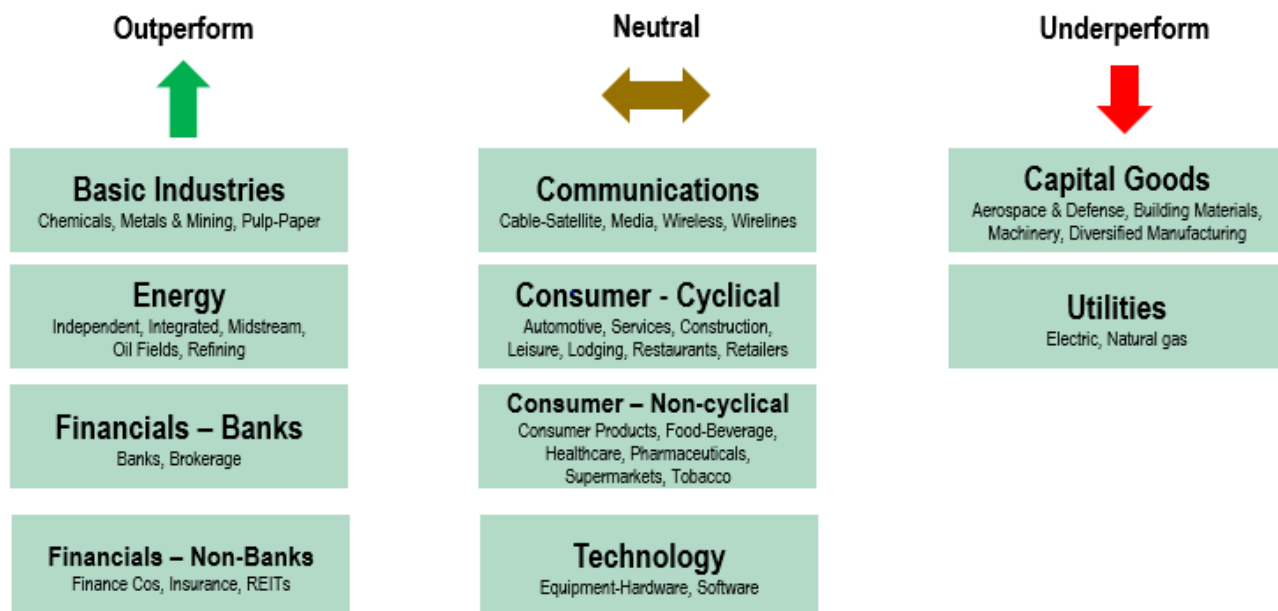 Outperform
Neutral
Underperform
Basic Industries
Chemicals, Metals & Mining, Pulp-Paper
Energy
Independent, Integrated, Midstream,
Oil Fields, Refining
Financials – Banks
Banks, Brokerage
Financials – Non-Banks
Finance Cos, Insurance, REITs
Communications
Cable-Satellite, Media, Wireless, Wirelines
Consumer - Cyclical
Automotive, Services, Construction,
Leisure, Lodging, Restaurants, Retailers
Consumer – Non-cyclical
Consumer Products, Food-Beverage,
Healthcare, Pharmaceuticals,
Supermarkets, Tobacco
Technology
Equipment-Hardware, Software
Capital Goods
Aerospace & Defense, Building Materials,
Machinery, Diversified Manufacturing
Utilities
Electric, Natural gas